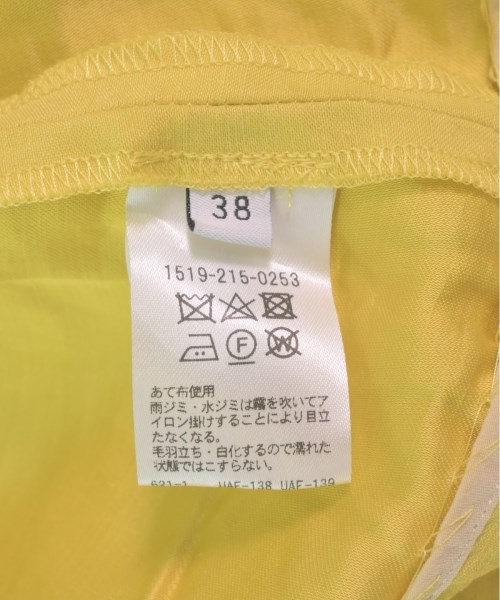 38
1519-215-0253
F
W
あて布使用
雨ジミ・水ジミは霧を吹いてア
イロン掛けすることにより目立
たなくなる。
毛羽立ち・白化するので濡れた
状態ではこすらない。
621-1 UAF-138 UAF-139